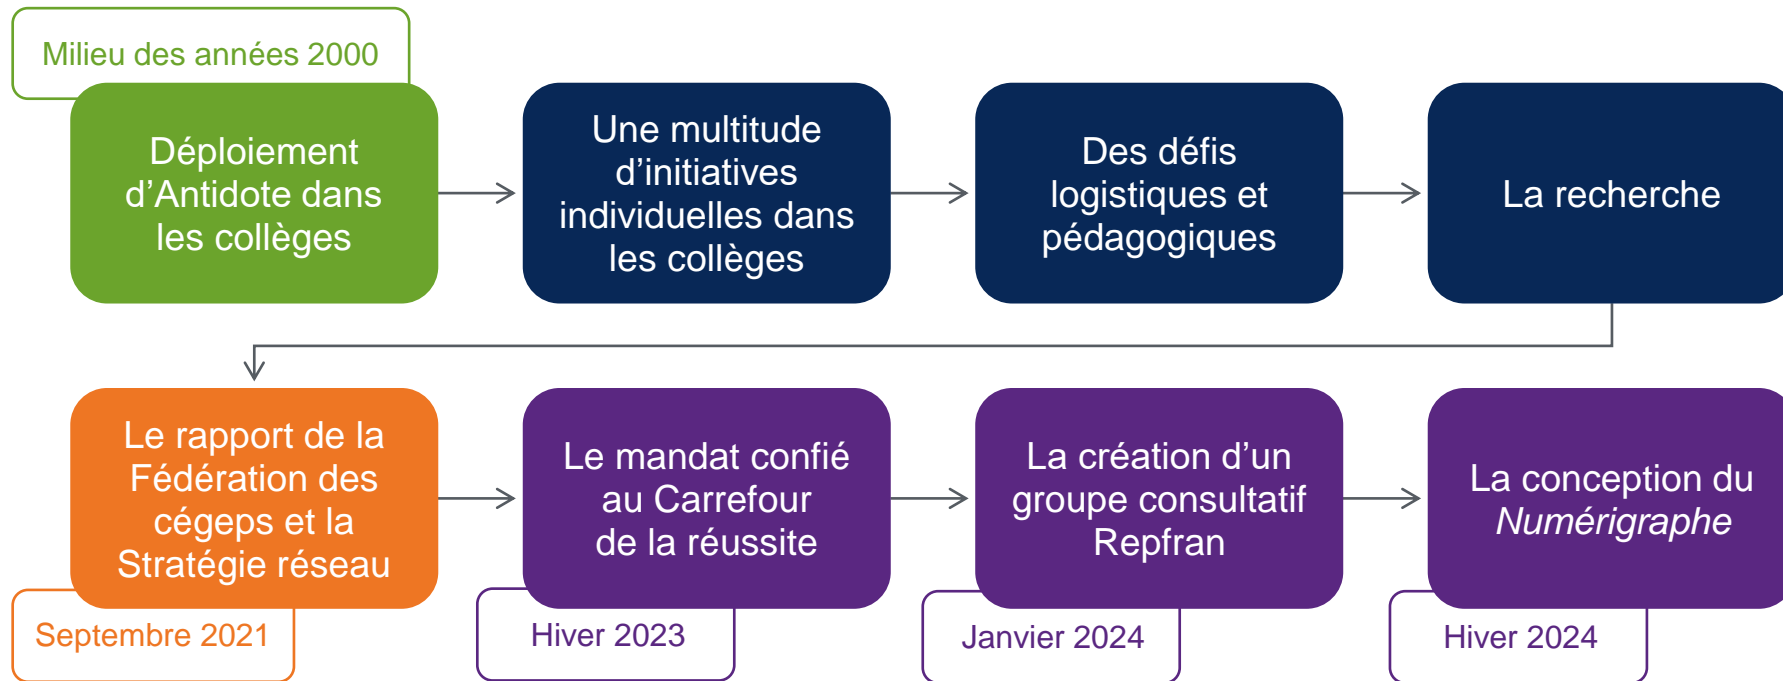 Milieu des années 2000
Déploiement
d’Antidote dans
les collèges
Une multitude
d’initiatives
individuelles dans
les collèges
Des défis
logistiques et
pédagogiques
La recherche
Le rapport de la
Fédération des
cégeps et la
Stratégie réseau
Septembre 2021
Le mandat confié
au Carrefour
de la réussite
Hiver 2023
La création d’un
groupe consultatif
Repfran
Janvier 2024
La conception du
Numérigraphe
Hiver 2024